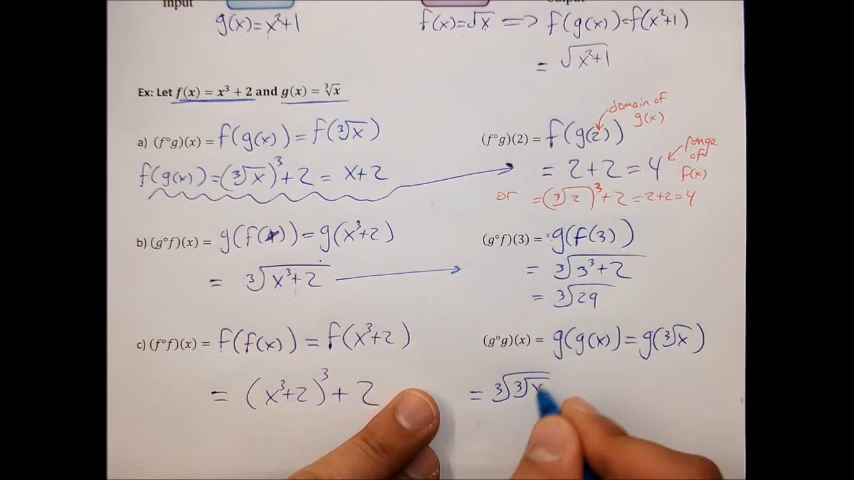 Input
g(x)=x²+1
f(x)=√x ⟹ f(g(x))=f(x²+1)
= √(x²+1)
Ex: Let f(x) = x³ + 2 and g(x) = ∛x
a) (f°g)(x) = f(g(x)) = f(∛x)
f(g(x)) = (∛x)³ + 2 = x+2
(f°g)(2) = f(g(2))
domain of g(x)
= 2+2 = 4
range of f(x)
or = (∛2)³ + 2 = 2+2 = 4
b) (g°f)(x) = g(f(x)) = g(x³+2)
= ∛(x³+2)
(g°f)(3) = g(f(3))
= ∛(3³+2)
= ∛29
c) (f°f)(x) = f(f(x)) = f(x³+2)
= (x³+2)³ + 2
(g°g)(x) = g(g(x)) = g(∛x)
= ∛(∛x)